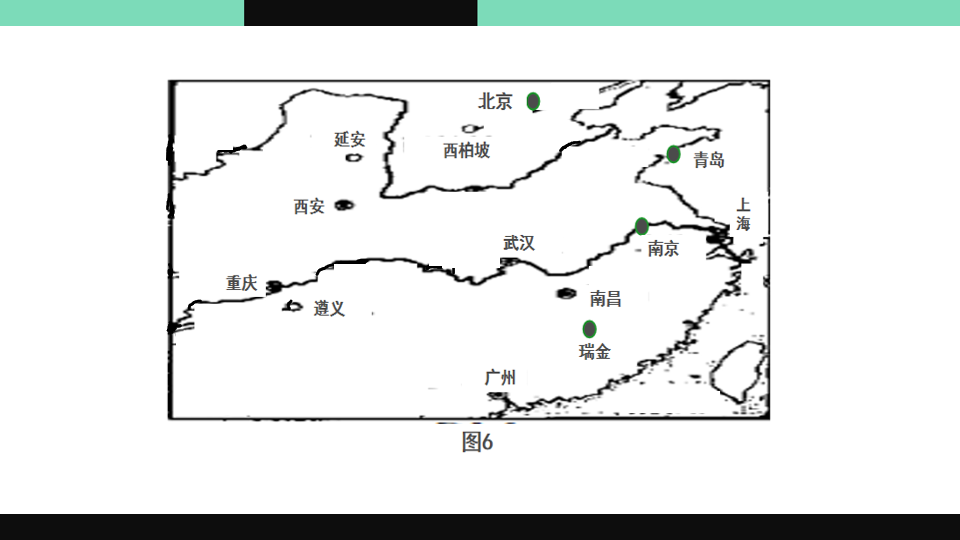 北京
延安
西柏坡
青岛
西安
上
海
武汉
南京
重庆
南昌
遵义
瑞金
广州
图6